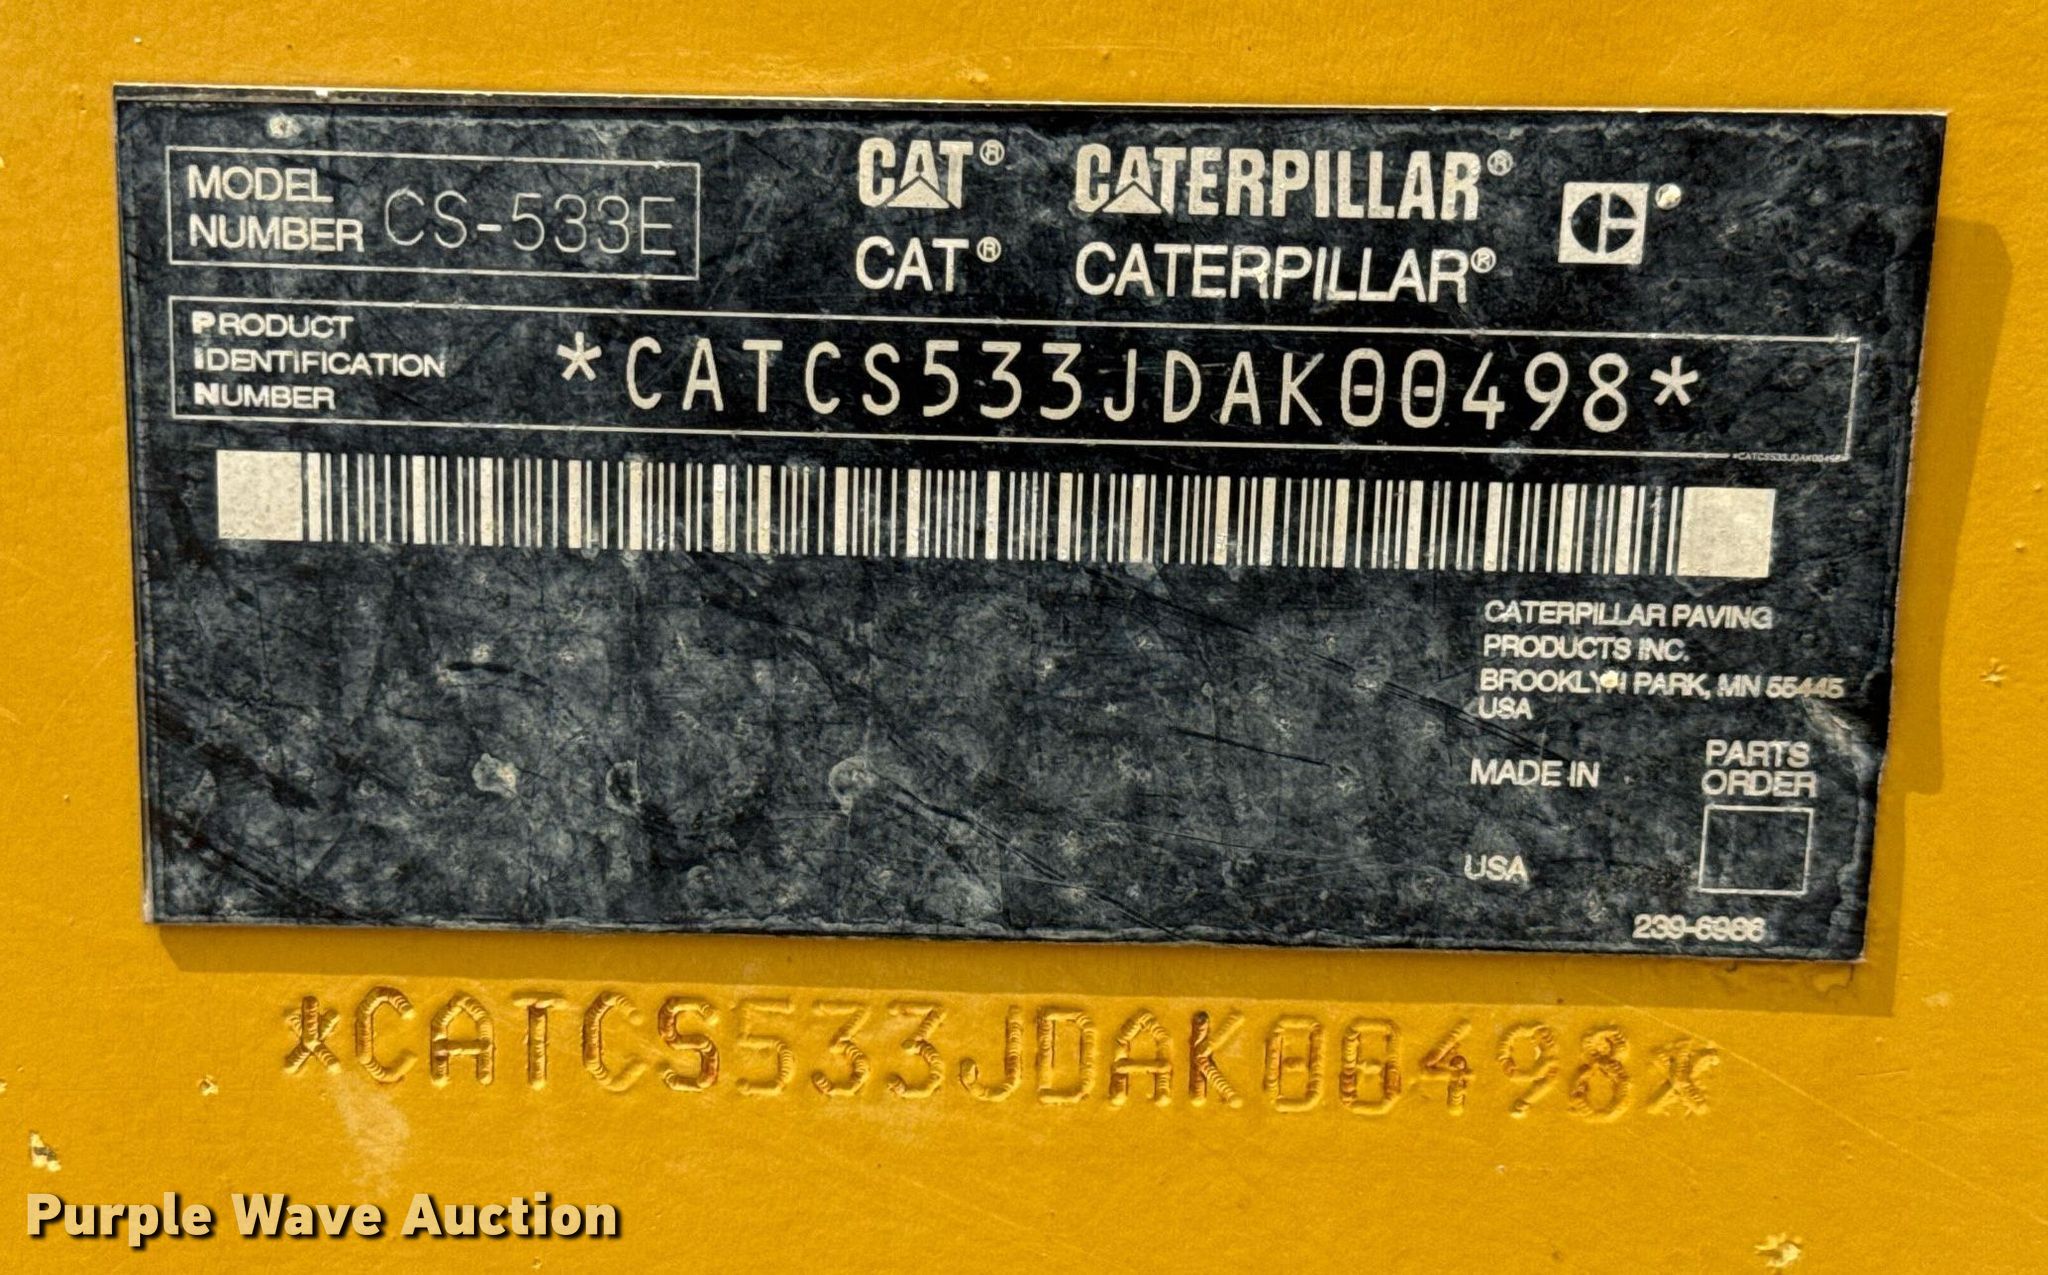 MODEL NUMBER CS-533E
CAT® CATERPILLAR®
CAT® CATERPILLAR®
PRODUCT
IDENTIFICATION
NUMBER
*CATCS533JDAK00498*
*CATCS533JDAK00498*
CATERPILLAR PAVING
PRODUCTS INC.
BROOKLYN PARK, MN 55445
USA
MADE IN
USA
PARTS
ORDER
239-6986
*CATCS533JDAK00498*
Purple Wave Auction